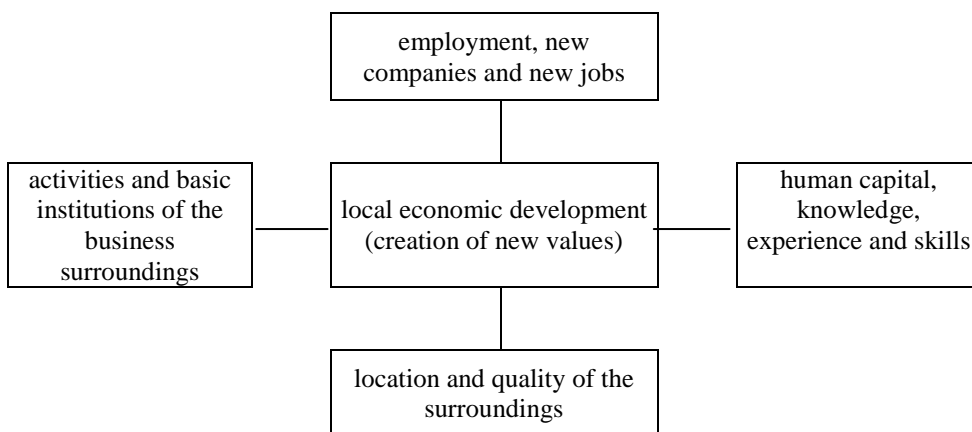 employment, new
companies and new jobs
activities and basic
institutions of the
business
surroundings
local economic development
(creation of new values)
human capital,
knowledge,
experience and skills
location and quality of the
surroundings